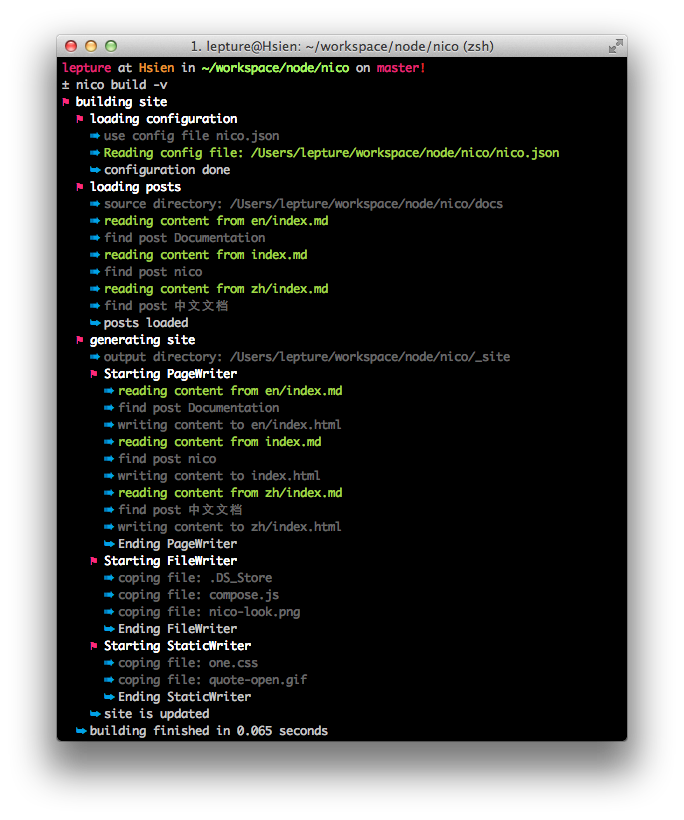 1. lepture@Hsien: ~/workspace/node/nico (zsh)
lepture at Hsien in ~/workspace/node/nico on master!
± nico build -v
building site
loading configuration
use config file nico.json
Reading config file: /Users/lepture/workspace/node/nico/nico.json
configuration done
loading posts
source directory: /Users/lepture/workspace/node/nico/docs
reading content from en/index.md
find post Documentation
reading content from index.md
find post nico
reading content from zh/index.md
find post 中文文档
posts loaded
generating site
output directory: /Users/lepture/workspace/node/nico/_site
Starting PageWriter
reading content from en/index.md
find post Documentation
writing content to en/index.html
reading content from index.md
find post nico
writing content to index.html
reading content from zh/index.md
find post 中文文档
writing content to zh/index.html
Ending PageWriter
Starting FileWriter
coping file: .DS_Store
coping file: compose.js
coping file: nico-look.png
Ending FileWriter
Starting StaticWriter
coping file: one.css
coping file: quote-open.gif
Ending StaticWriter
site is updated
building finished in 0.065 seconds